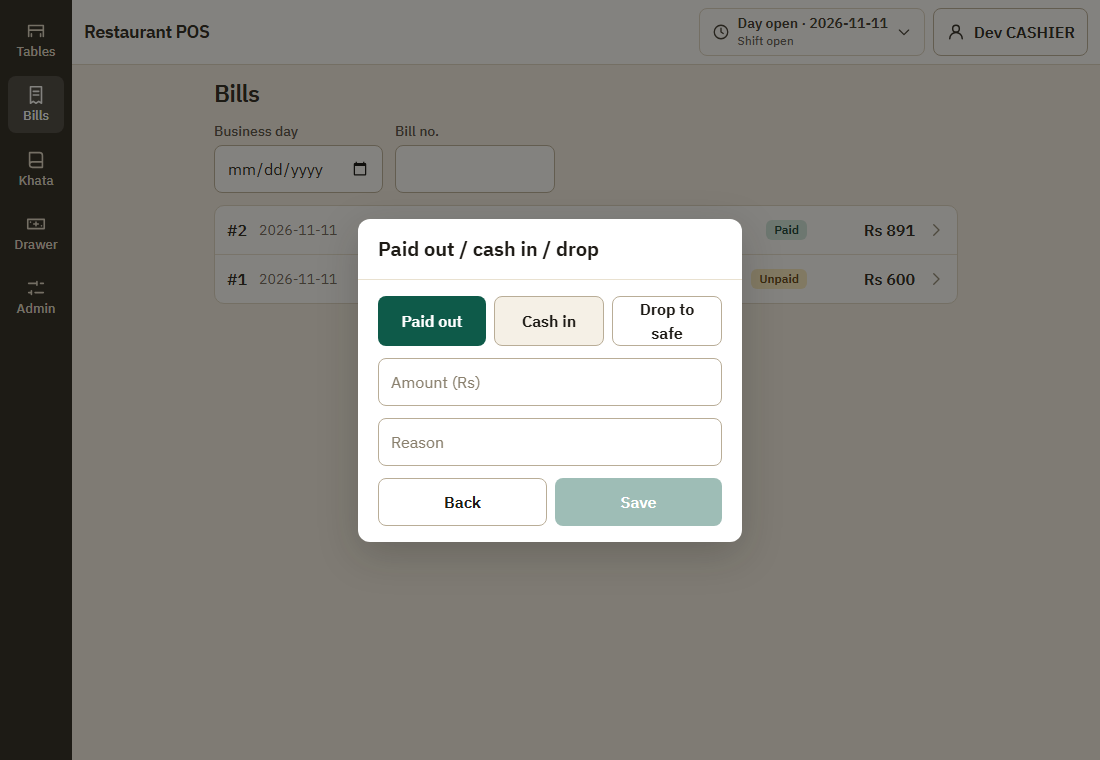 Restaurant POS
Day open · 2026-11-11
Shift open
Dev CASHIER
Tables
Bills
Khata
Drawer
Admin
Bills
Business day
Bill no.
mm/dd/yyyy
#2 2026-11-11 Paid Rs 891
#1 2026-11-11 Unpaid Rs 600
Paid out / cash in / drop
Paid out
Cash in
Drop to
safe
Amount (Rs)
Reason
Back
Save